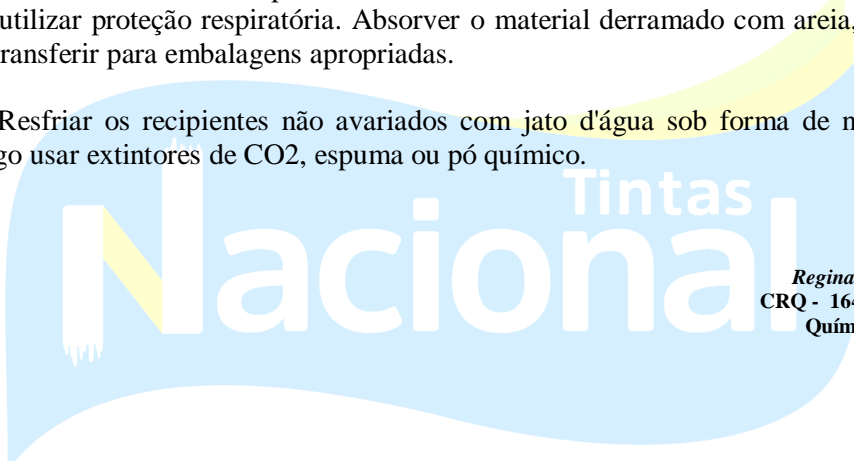 utilizar proteção respiratória. Absorver o material derramado com areia,
ransferir para embalagens apropriadas.
Resfriar os recipientes não avariados com jato d'água sob forma de n
go usar extintores de CO2, espuma ou pó químico.
Tintas
Nacional
Regina
CRQ - 164
Quím